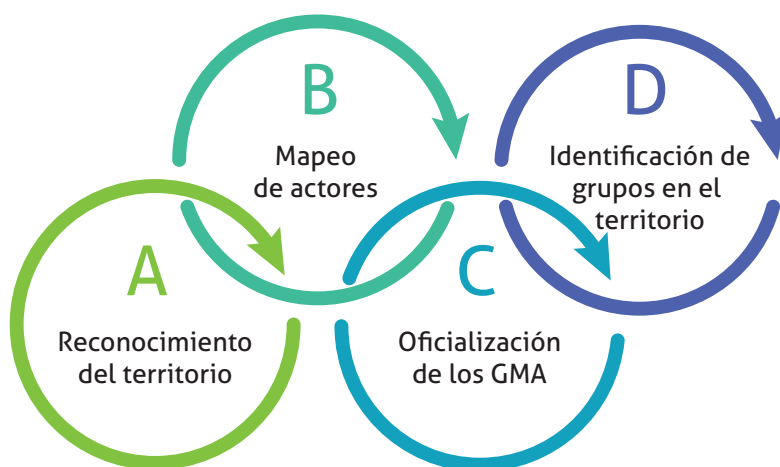 A
Reconocimiento
del territorio
B
Mapeo
de actores
C
Oficialización
de los GMA
D
Identificación de
grupos en el
territorio